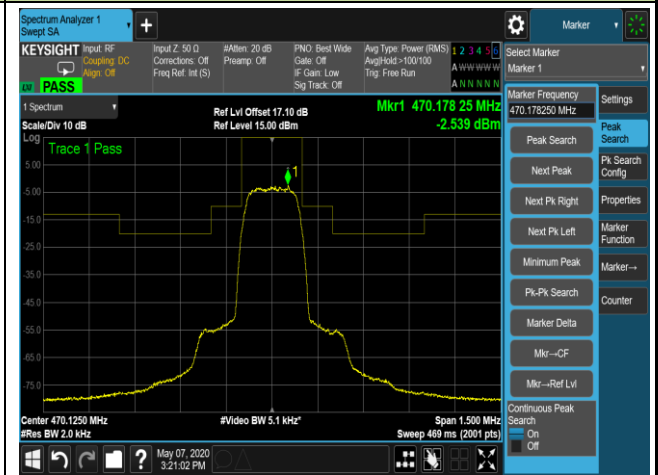 Spectrum Analyzer 1
Swept SA
Marker
KEYSIGHT
Input: RF
Coupling: DC
Align: Off
Input Z: 50 Ω
Corrections: Off
Freq Ref: Int (S)
#Atten: 20 dB
Preamp: Off
PNO: Best Wide
Gate: Off
IF Gain: Low
Sig Track: Off
Avg Type: Power (RMS)
Avg|Hold:>100/100
Trig: Free Run
1 2 3 4 5 6
A W W W W W
A N N N N N
PASS
Select Marker
Marker 1
1 Spectrum
Scale/Div 10 dB
Ref Lvl Offset 17.10 dB
Ref Level 15.00 dBm
Mkr1 470.178 25 MHz
-2.539 dBm
Log
Trace 1 Pass
1
5.00
-5.00
-15.0
-25.0
-35.0
-45.0
-55.0
-65.0
-75.0
Center 470.1250 MHz
#Video BW 5.1 kHz*
Span 1.500 MHz
#Res BW 2.0 kHz
Sweep 469 ms (2001 pts)
Marker Frequency
470.178250 MHz
Peak Search
Next Peak
Next Pk Right
Next Pk Left
Minimum Peak
Pk-Pk Search
Marker Delta
Mkr→CF
Mkr→Ref Lvl
Continuous Peak
Search
On
Off
Settings
Peak
Search
Pk Search
Config
Properties
Marker
Function
Marker→
Counter
?
May 07, 2020
3:21:02 PM